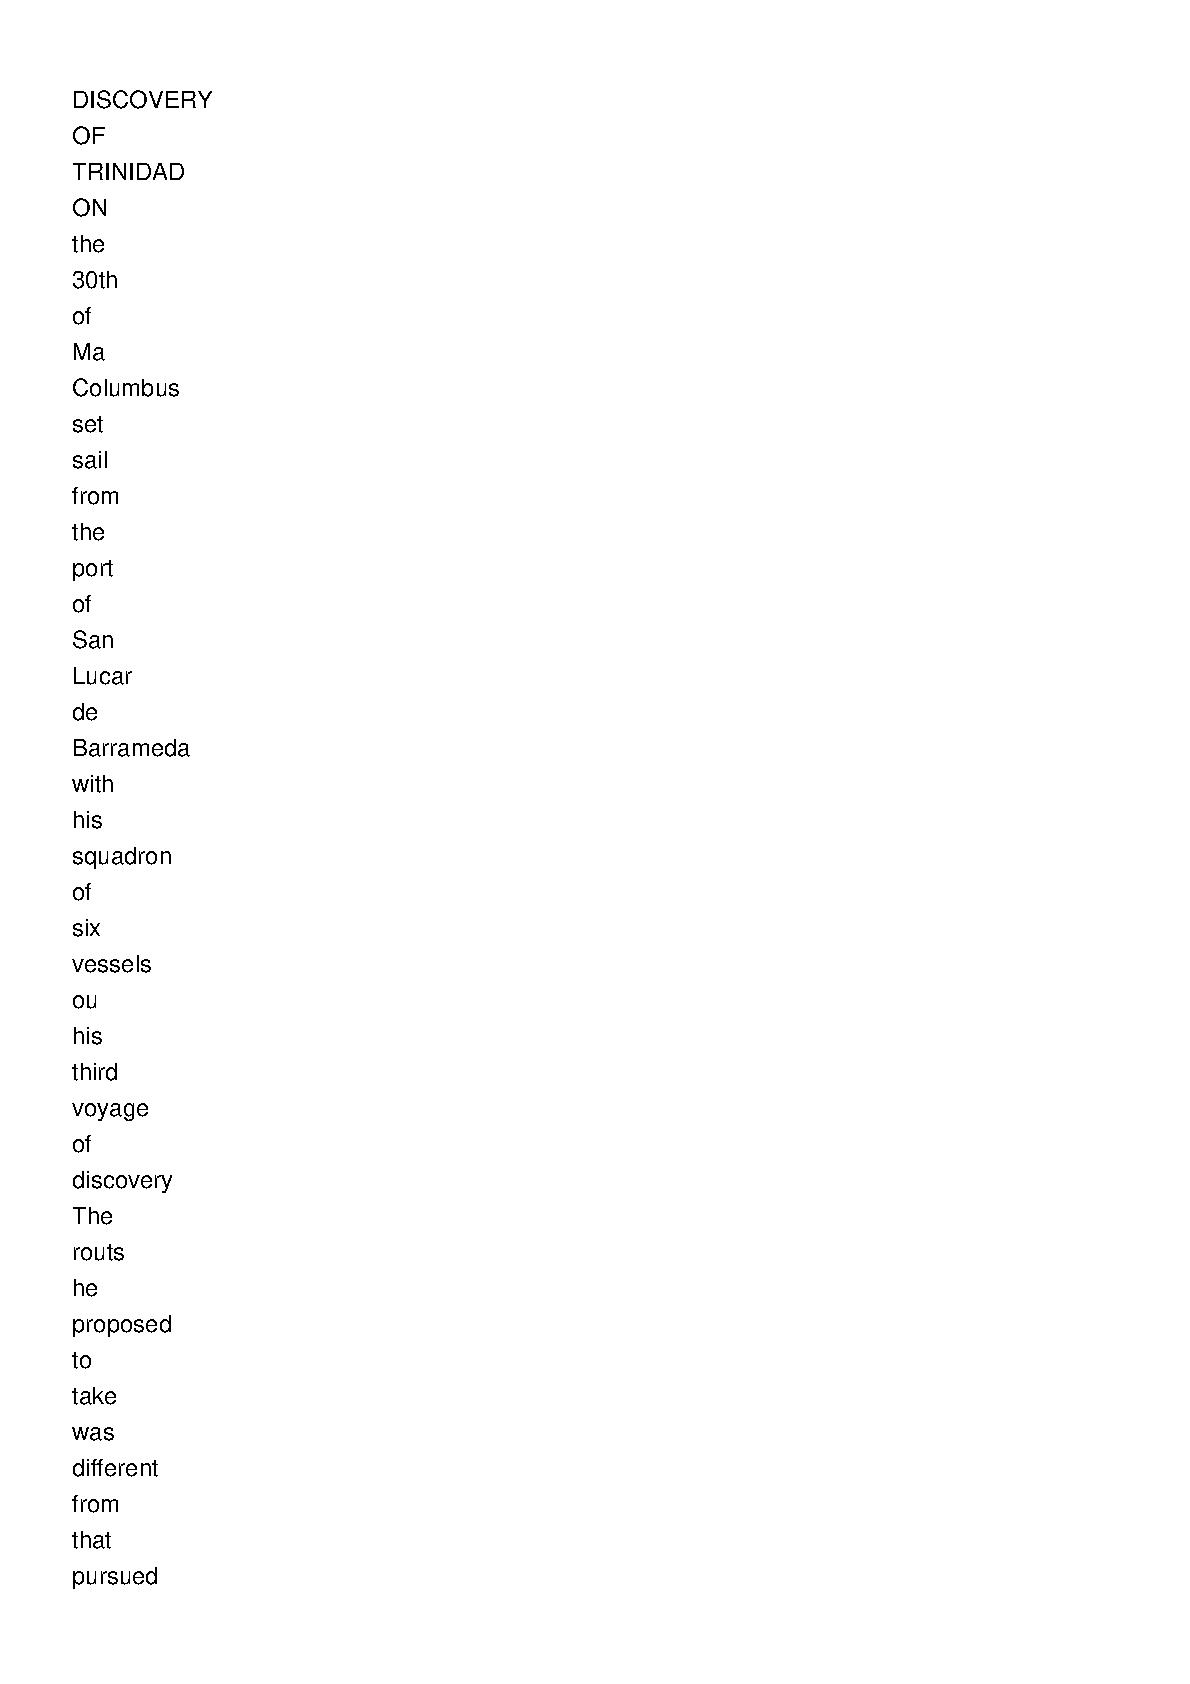 DISCOVERY
OF
TRINIDAD
ON
the
30th
of
Ma
Columbus
set
sail
from
the
port
of
San
Lucar
de
Barrameda
with
his
squadron
of
six
vessels
ou
his
third
voyage
of
discovery
The
routs
he
proposed
to
take
was
different
from
that
pursued